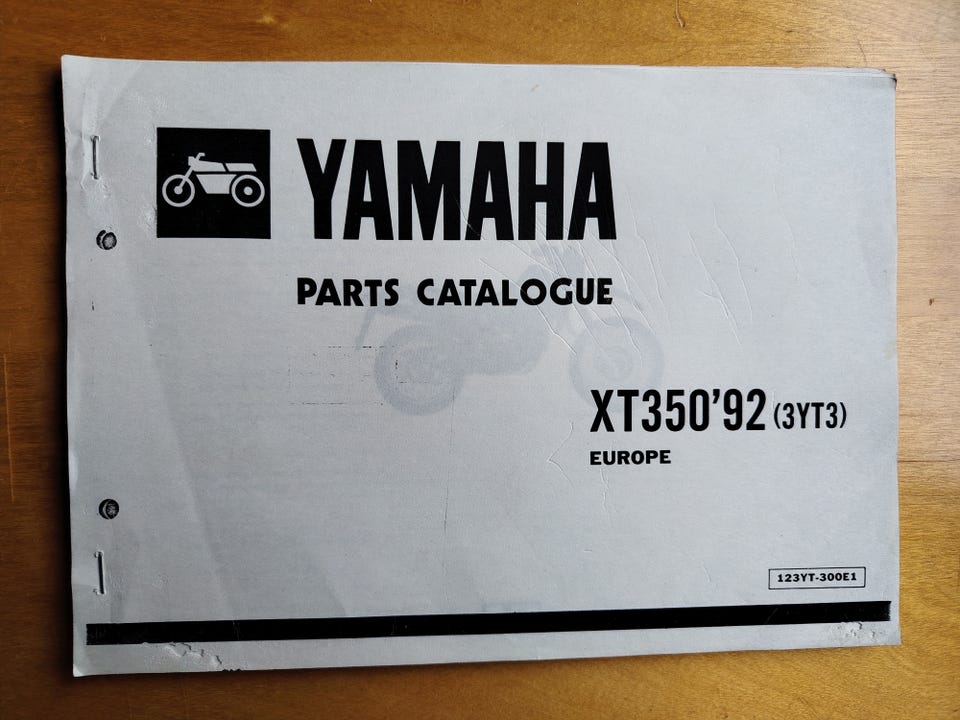 YAMAHA
PARTS CATALOGUE
XT350'92 (3YT3)
EUROPE
123YT-300E1